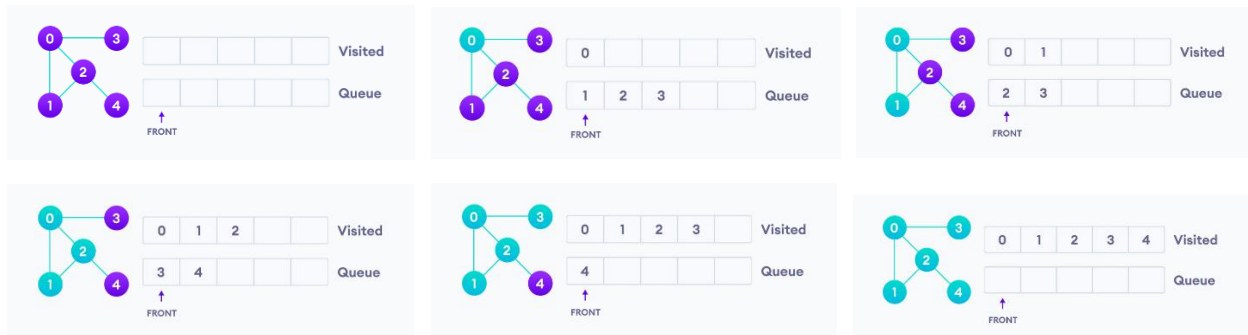 0 3
Visited
2
1 4
Queue
FRONT
0 3
0
Visited
2
1 4
1 2 3
Queue
FRONT
0 3
0 1
Visited
2
1 4
2 3
Queue
FRONT
0 3
0 1 2
Visited
2
1 4
3 4
Queue
FRONT
0 3
0 1 2 3
Visited
2
1 4
4
Queue
FRONT
0 3
0 1 2 3 4
Visited
2
1 4
Queue
FRONT